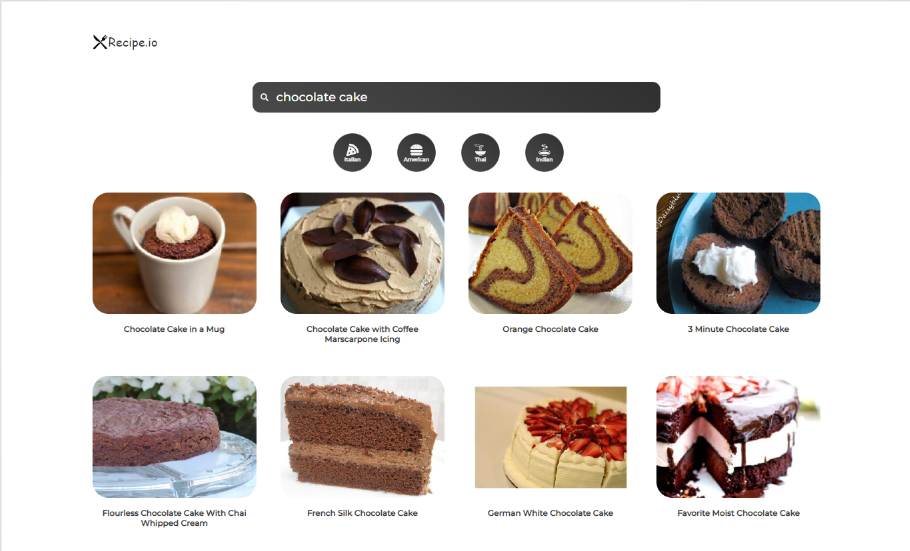 Recipe.io
chocolate cake
Italian
American
Thai
Indian
Chocolate Cake in a Mug
Chocolate Cake with Coffee
Marscarpone Icing
Orange Chocolate Cake
3 Minute Chocolate Cake
Flourless Chocolate Cake With Chai
Whipped Cream
French Silk Chocolate Cake
German White Chocolate Cake
Favorite Moist Chocolate Cake